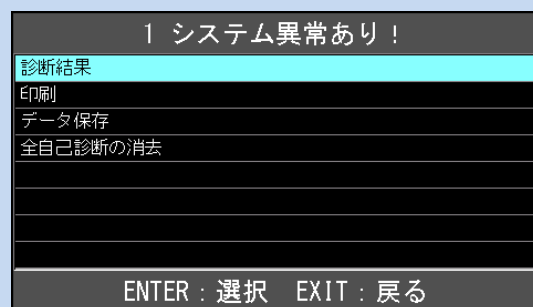 1 システム異常あり!
診断結果
印刷
データ保存
全自己診断の消去
ENTER:選択 EXIT:戻る